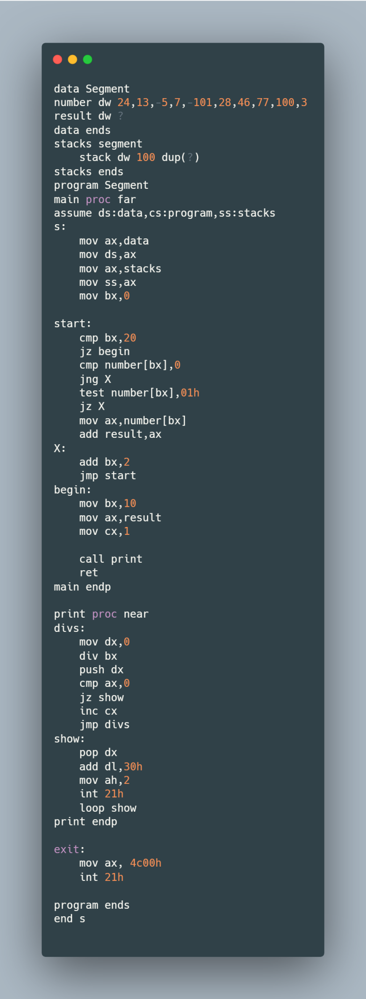 data Segment
number dw 24,13,-5,7,-101,28,46,77,100,3
result dw ?
data ends
stacks segment
    stack dw 100 dup(?)
stacks ends
program Segment
main proc far
assume ds:data,cs:program,ss:stacks
s:
    mov ax,data
    mov ds,ax
    mov ax,stacks
    mov ss,ax
    mov bx,0

start:
    cmp bx,20
    jz begin
    cmp number[bx],0
    jng X
    test number[bx],01h
    jz X
    mov ax,number[bx]
    add result,ax
X:
    add bx,2
    jmp start
begin:
    mov bx,10
    mov ax,result
    mov cx,1

    call print
    ret
main endp

print proc near
divs:
    mov dx,0
    div bx
    push dx
    cmp ax,0
    jz show
    inc cx
    jmp divs
show:
    pop dx
    add dl,30h
    mov ah,2
    int 21h
    loop show
print endp

exit:
    mov ax, 4c00h
    int 21h

program ends
end s